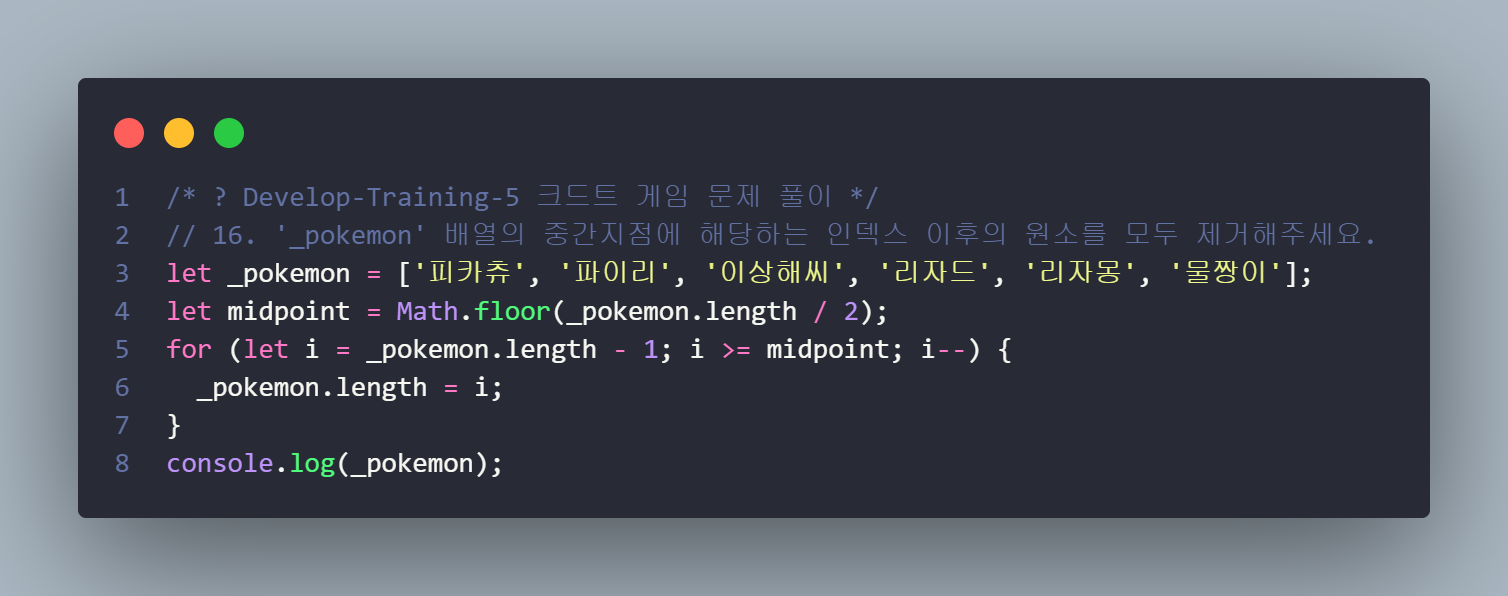 1 /* ? Develop-Training-5 크드트 게임 문제 풀이 */
2 // 16. '_pokemon' 배열의 중간지점에 해당하는 인덱스 이후의 원소를 모두 제거해주세요.
3 let _pokemon = ['피카츄', '파이리', '이상해씨', '리자드', '리자몽', '물짱이'];
4 let midpoint = Math.floor(_pokemon.length / 2);
5 for (let i = _pokemon.length - 1; i >= midpoint; i--) {
6   _pokemon.length = i;
7 }
8 console.log(_pokemon);